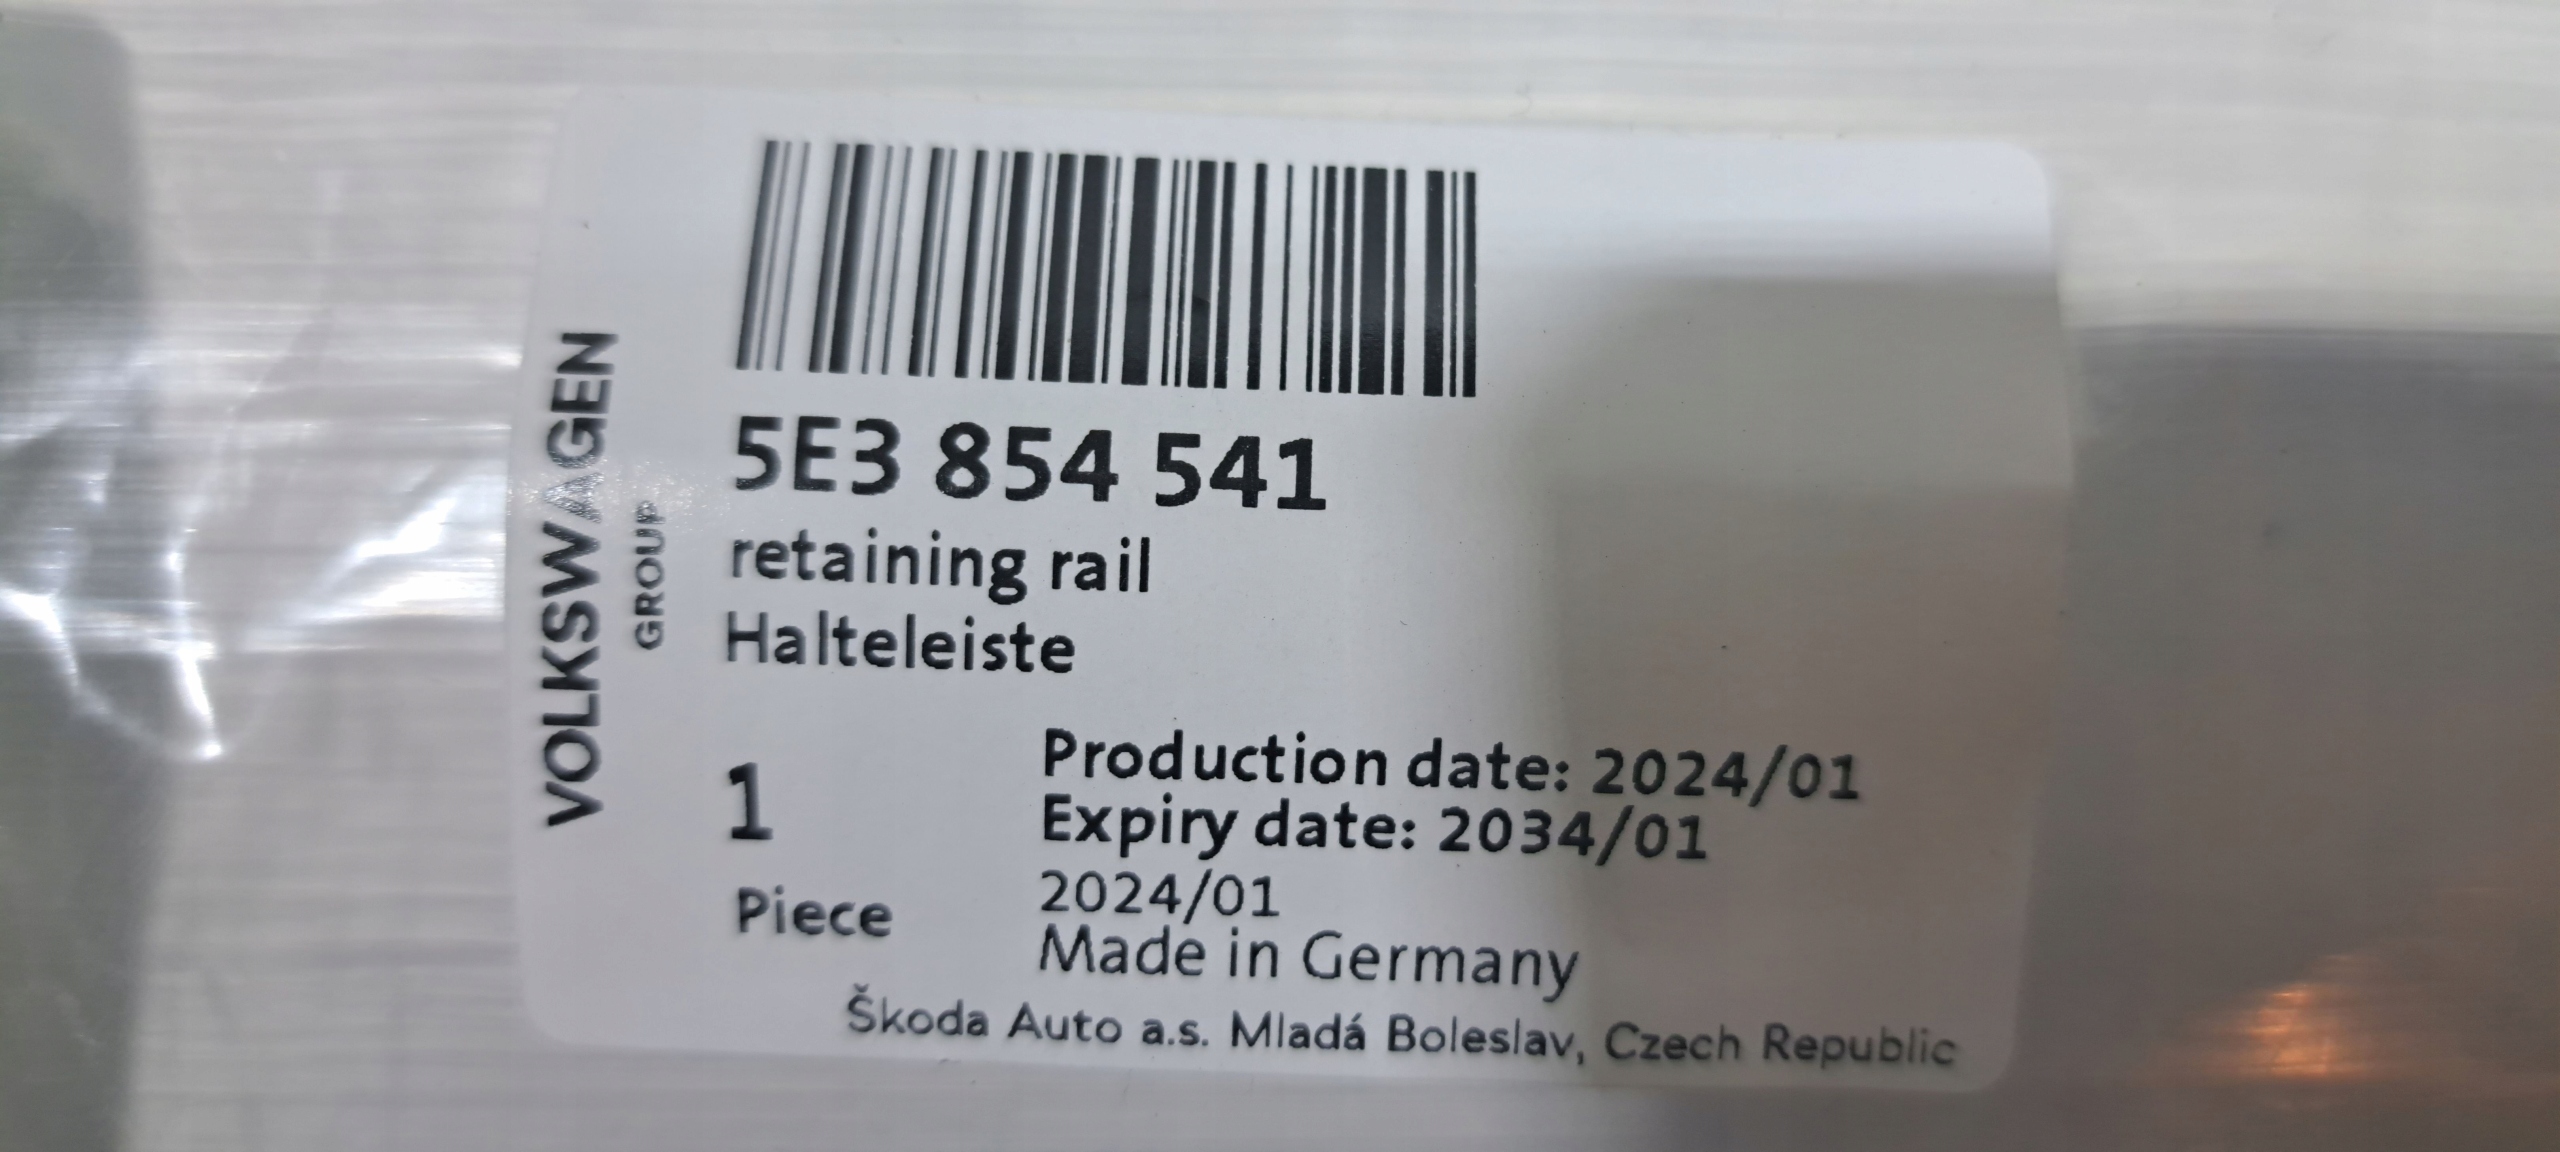 VOLKSWAGEN
GROUP
5E3 854 541
retaining rail
Halteleiste
1
Piece
Production date: 2024/01
Expiry date: 2034/01
2024/01
Made in Germany
Škoda Auto a.s. Mladá Boleslav, Czech Republic